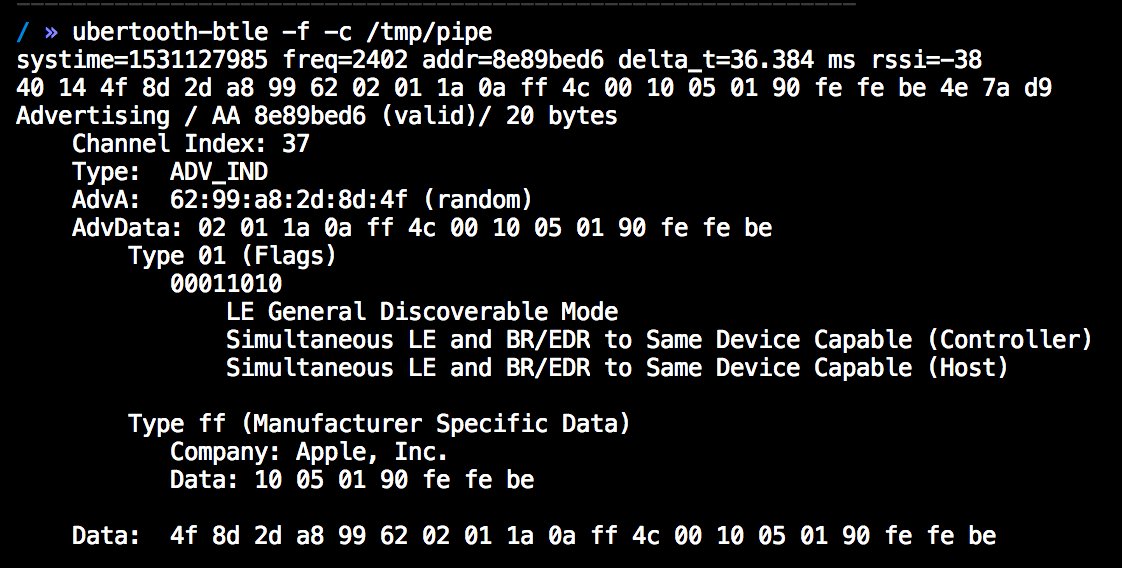 / » ubertooth-btle -f -c /tmp/pipe
systime=1531127985 freq=2402 addr=8e89bed6 delta_t=36.384 ms rssi=-38
40 14 4f 8d 2d a8 99 62 02 01 1a 0a ff 4c 00 10 05 01 90 fe fe be 4e 7a d9
Advertising / AA 8e89bed6 (valid)/ 20 bytes
    Channel Index: 37
    Type:  ADV_IND
    AdvA:  62:99:a8:2d:8d:4f (random)
    AdvData: 02 01 1a 0a ff 4c 00 10 05 01 90 fe fe be
        Type 01 (Flags)
           00011010
               LE General Discoverable Mode
               Simultaneous LE and BR/EDR to Same Device Capable (Controller)
               Simultaneous LE and BR/EDR to Same Device Capable (Host)
        Type ff (Manufacturer Specific Data)
           Company: Apple, Inc.
           Data: 10 05 01 90 fe fe be
    Data:  4f 8d 2d a8 99 62 02 01 1a 0a ff 4c 00 10 05 01 90 fe fe be